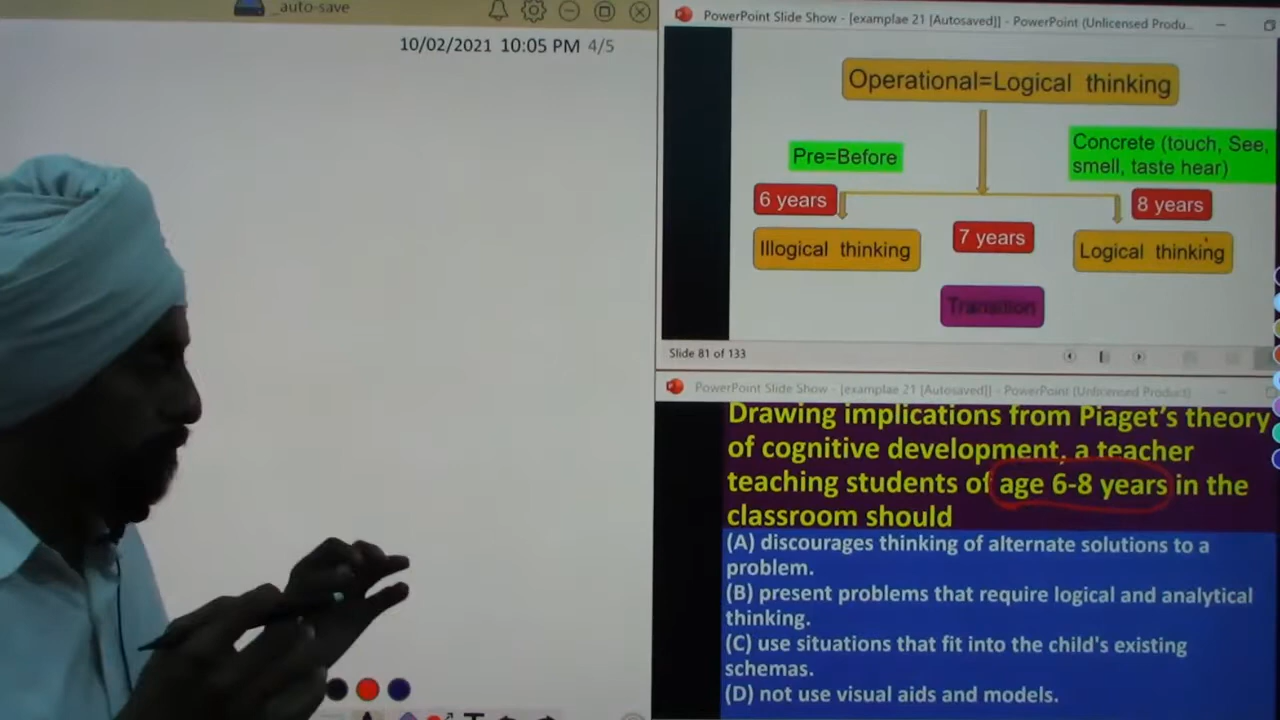 _auto-save
10/02/2021 10:05 PM 4/5
PowerPoint Slide Show - [examplae 21 [Autosaved]] - PowerPoint (Unlicensed Produ...
Operational=Logical thinking
Pre=Before
Concrete (touch, See,
smell, taste hear)
6 years
8 years
7 years
Illogical thinking
Logical thinking
Transition
Slide 81 of 133
PowerPoint Slide Show - [examplae 21 [Autosaved]] - PowerPoint (Unlicensed Product)
Drawing implications from Piaget's theory
of cognitive development, a teacher
teaching students of age 6-8 years in the
classroom should
(A) discourages thinking of alternate solutions to a
problem.
(B) present problems that require logical and analytical
thinking.
(C) use situations that fit into the child's existing
schemas.
(D) not use visual aids and models.